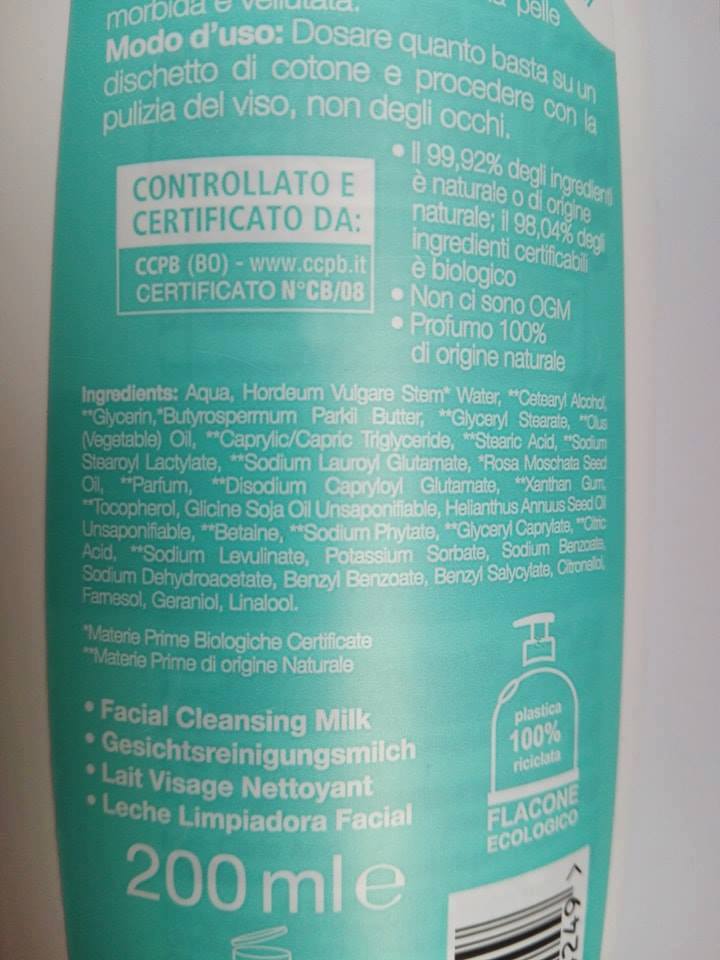 morbida e vellutata.
pelle
Modo d'uso: Dosare quanto basta su un
dischetto di cotone e procedere con la
pulizia del viso, non degli occhi.
CONTROLLATO E
CERTIFICATO DA:
CCPB (BO) - www.ccpb.it
CERTIFICATO N°CB/08
• Il 99,92% degli ingredienti
è naturale o di origine
naturale; il 98,04% degli
ingredienti certificabili
è biologico
• Non ci sono OGM
• Profumo 100%
di origine naturale
Ingredients: Aqua, Hordeum Vulgare Stem* Water, **Cetearyl Alcohol,
**Glycerin,*Butyrospermum Parkii Butter, **Glyceryl Stearate, **Olus
(Vegetable) Oil, **Caprylic/Capric Triglyceride, **Stearic Acid, **Sodium
Stearoyl Lactylate, **Sodium Lauroyl Glutamate, *Rosa Moschata Seed
Oil, **Parfum, **Disodium Capryloyl Glutamate, **Xanthan Gum,
**Tocopherol, Glicine Soja Oil Unsaponifiable, Helianthus Annuus Seed Oil
Unsaponifiable, **Betaine, **Sodium Phytate, **Glyceryl Caprylate, **Citric
Acid, **Sodium Levulinate, Potassium Sorbate, Sodium Benzoate,
Sodium Dehydroacetate, Benzyl Benzoate, Benzyl Salycylate, Citronellol,
Farnesol, Geraniol, Linalool.
*Materie Prime Biologiche Certificate
**Materie Prime di origine Naturale
• Facial Cleansing Milk
• Gesichtsreinigungsmilch
• Lait Visage Nettoyant
• Leche Limpiadora Facial
plastica
100%
riciclata
FLACONE
ECOLOGICO
200 ml e
249 >